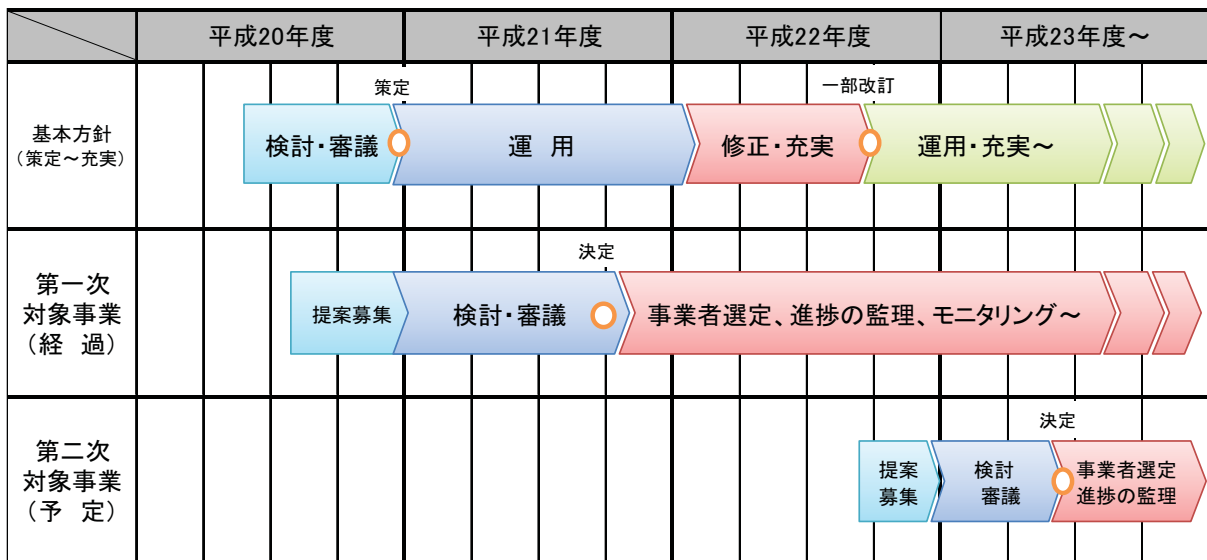 平成20年度
平成21年度
平成22年度
平成23年度～
基本方針
（策定～充実）
策定
一部改訂
検討・審議
運　用
修正・充実
運用・充実～
第一次
対象事業
（経　過）
決定
提案募集
検討・審議
事業者選定、進捗の監理、モニタリング～
第二次
対象事業
（予　定）
決定
提案
募集
検討
審議
事業者選定
進捗の監理